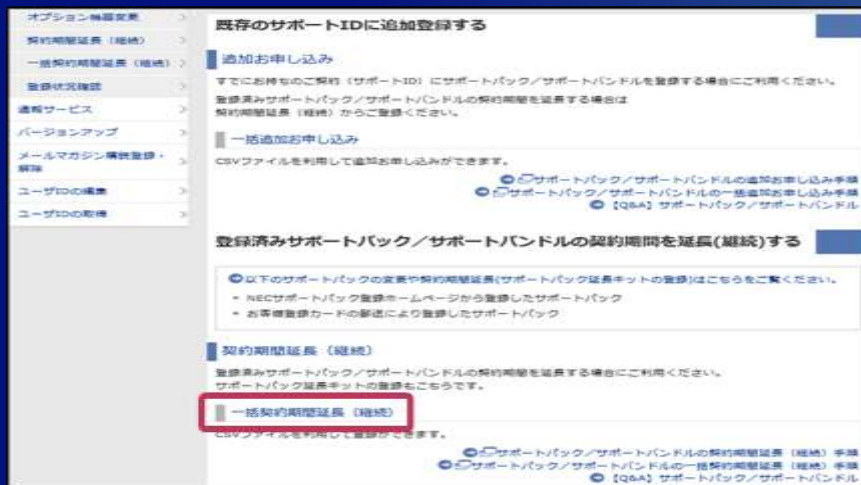 オプション機器変更
契約期間延長（継続）
一括契約期間延長（継続）
登録状況確認
通報サービス
バージョンアップ
メールマガジン購読登録・
解除
ユーザIDの編集
ユーザIDの取得
既存のサポートIDに追加登録する
追加お申し込み
すでにお持ちのご契約（サポートID）にサポートパック／サポートバンドルを登録する場合にご利用ください。
登録済みサポートパック／サポートバンドルの契約期間を延長する場合は
契約期間延長（継続）からご登録ください。
一括追加お申し込み
CSVファイルを利用して追加お申し込みができます。
サポートパック／サポートバンドルの追加お申し込み手順
サポートパック／サポートバンドルの一括追加お申し込み手順
【Q&A】サポートパック／サポートバンドル
登録済みサポートパック／サポートバンドルの契約期間を延長(継続)する
以下のサポートパックの変更や契約期間延長(サポートパック延長キットの登録)はこちらをご覧ください。
NECサポートパック登録ホームページから登録したサポートパック
お客様登録カードの郵送により登録したサポートパック
契約期間延長（継続）
登録済みサポートパック／サポートバンドルの契約期間を延長する場合にご利用ください。
サポートパック延長キットの登録もこちらです。
一括契約期間延長（継続）
CSVファイルを利用して登録ができます。
サポートパック／サポートバンドルの契約期間延長（継続）手順
サポートパック／サポートバンドルの一括契約期間延長（継続）手順
【Q&A】サポートパック／サポートバンドル